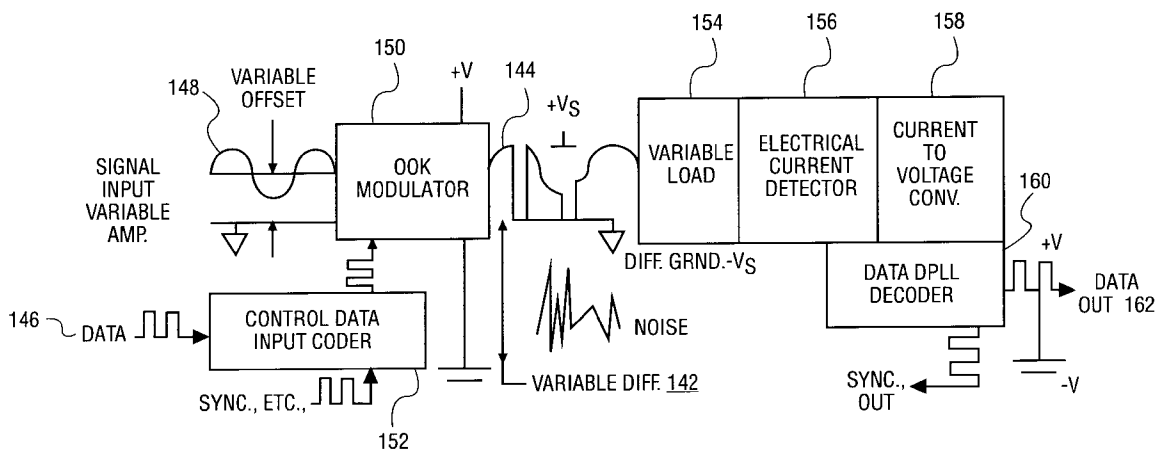 150
154
156
158
148
VARIABLE
OFFSET
+V
144
+VS
SIGNAL
INPUT
VARIABLE
AMP.
OOK
MODULATOR
VARIABLE
LOAD
ELECTRICAL
CURRENT
DETECTOR
CURRENT
TO
VOLTAGE
CONV.
160
DIFF. GRND.-VS
+V
146
DATA
CONTROL DATA
INPUT CODER
NOISE
DATA DPLL
DECODER
DATA
OUT 162
SYNC., ETC.,
VARIABLE DIFF. 142
SYNC.,
OUT
-V
152